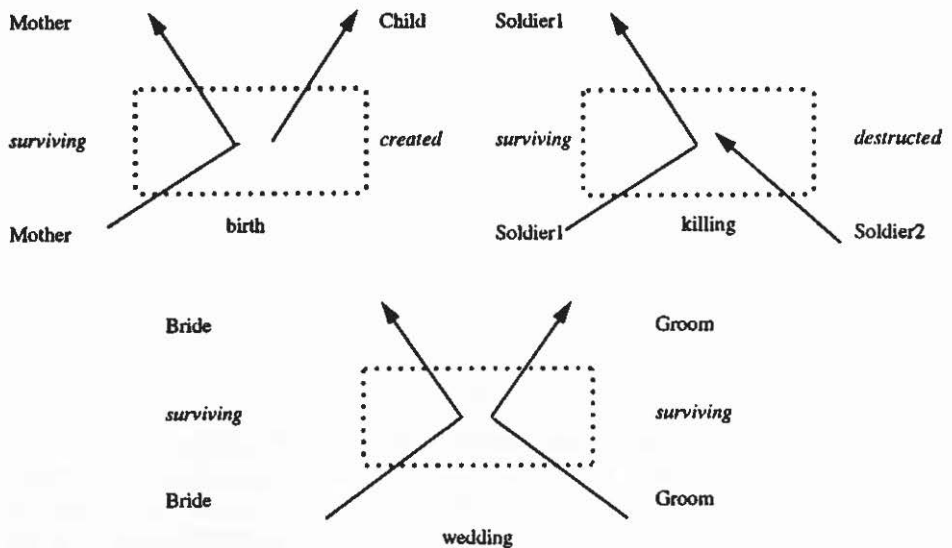 Mother Child
surviving created
Mother
birth
Soldier1
surviving destructed
Soldier1 Soldier2
killing
Bride Groom
surviving surviving
Bride Groom
wedding